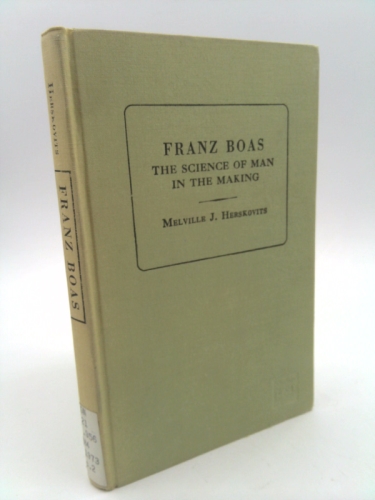 FRANZ BOAS
THE SCIENCE OF MAN
IN THE MAKING
MELVILLE J. HERSKOVITS
HERSKOVITS
FRANZ BOAS